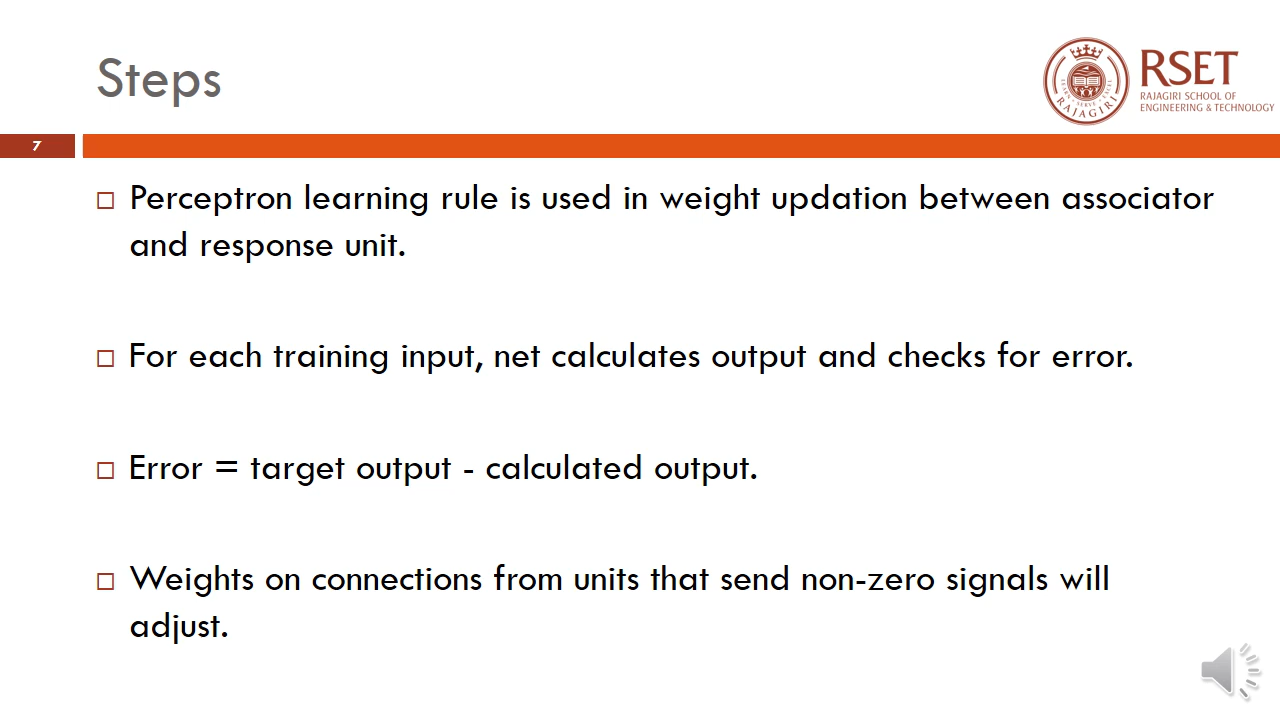 Steps
RSET
RAJAGIRI SCHOOL OF
ENGINEERING & TECHNOLOGY
RAJAGIRI
7
Perceptron learning rule is used in weight updation between associator
and response unit.
For each training input, net calculates output and checks for error.
Error = target output - calculated output.
Weights on connections from units that send non-zero signals will
adjust.